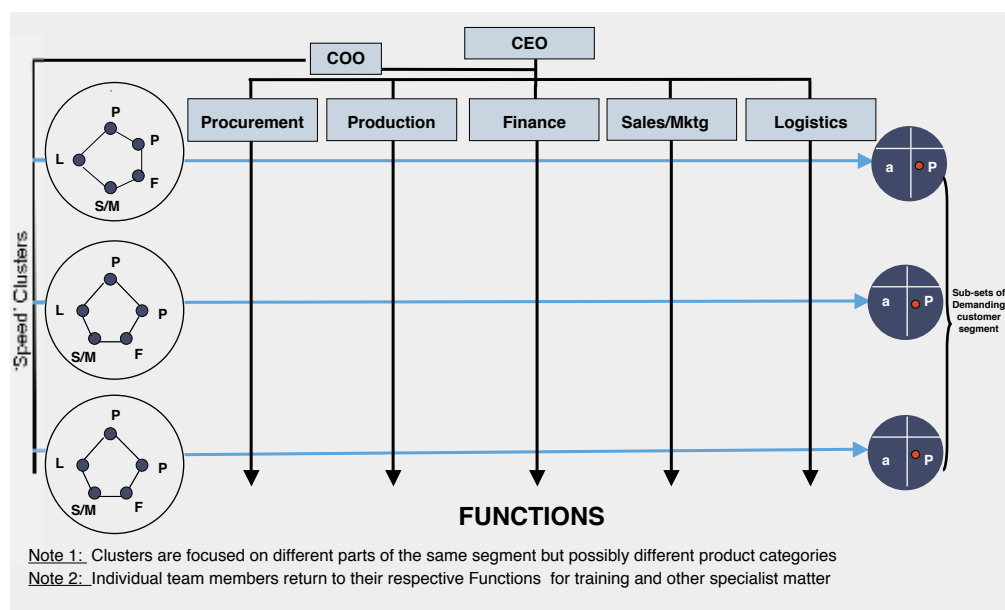 CEO
COO
Procurement
Production
Finance
Sales/Mktg
Logistics
'Speed' Clusters
P
P
L
F
S/M
a
P
P
L
P
S/M
F
a
P
Sub-sets of
Demanding
customer
segment
P
L
P
S/M
F
a
P
FUNCTIONS
Note 1: Clusters are focused on different parts of the same segment but possibly different product categories
Note 2: Individual team members return to their respective Functions for training and other specialist matter